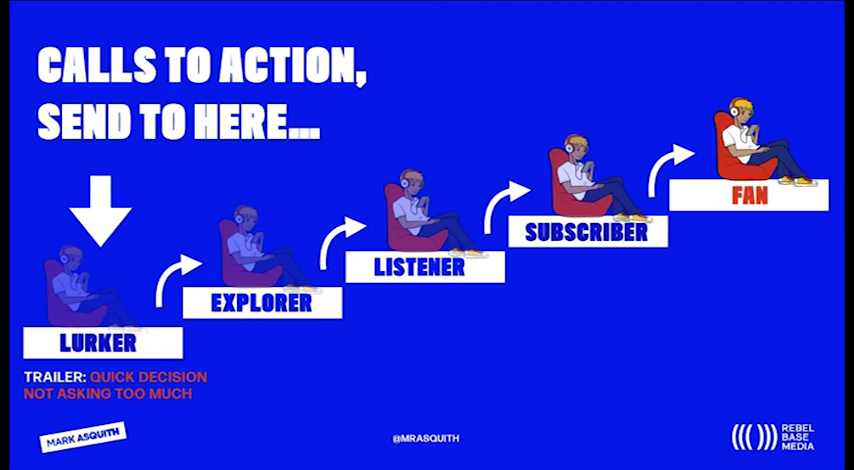 CALLS TO ACTION,
SEND TO HERE...
FAN
SUBSCRIBER
LISTENER
EXPLORER
LURKER
TRAILER: QUICK DECISION
NOT ASKING TOO MUCH
MARK ASQUITH
@MRASQUITH
REBEL
BASE
MEDIA